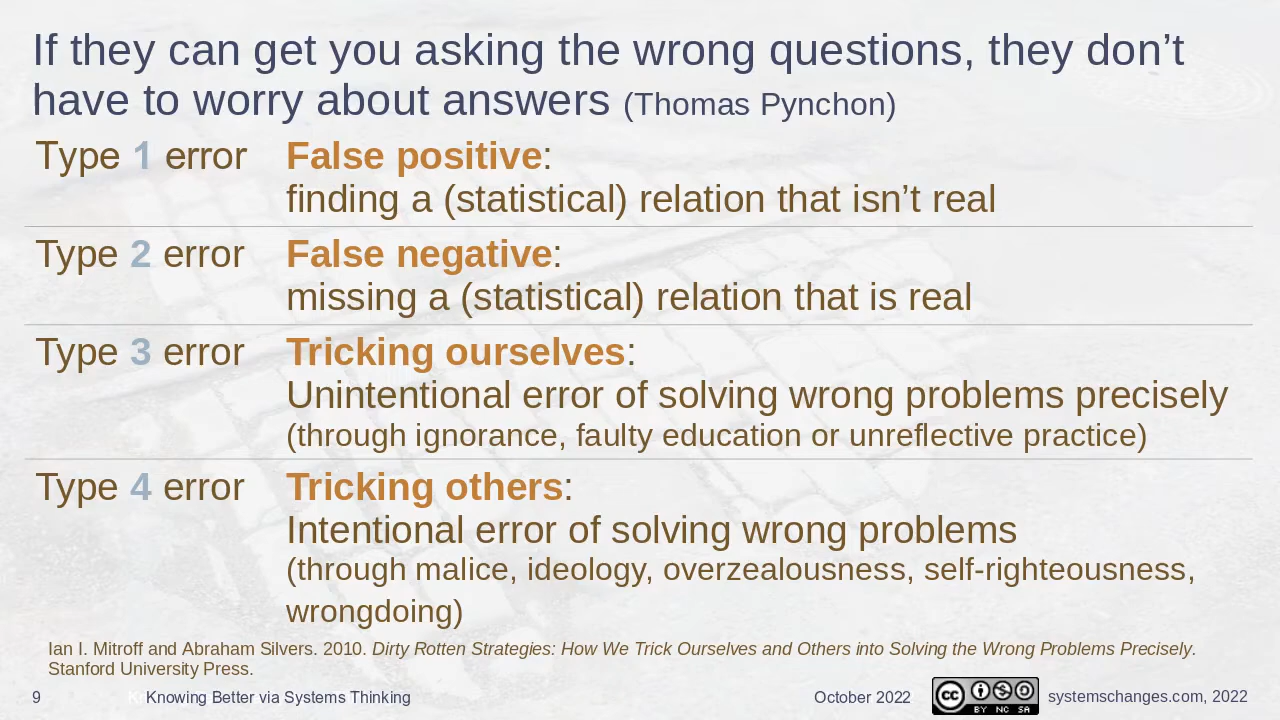 If they can get you asking the wrong questions, they don’t
have to worry about answers (Thomas Pynchon)
Type 1 error
False positive:
finding a (statistical) relation that isn’t real
Type 2 error
False negative:
missing a (statistical) relation that is real
Type 3 error
Tricking ourselves:
Unintentional error of solving wrong problems precisely
(through ignorance, faulty education or unreflective practice)
Type 4 error
Tricking others:
Intentional error of solving wrong problems
(through malice, ideology, overzealousness, self-righteousness,
wrongdoing)
Ian I. Mitroff and Abraham Silvers. 2010. Dirty Rotten Strategies: How We Trick Ourselves and Others into Solving the Wrong Problems Precisely.
Stanford University Press.
9
Knowing Better via Systems Thinking
October 2022
cc
BY NC SA
systemschanges.com, 2022